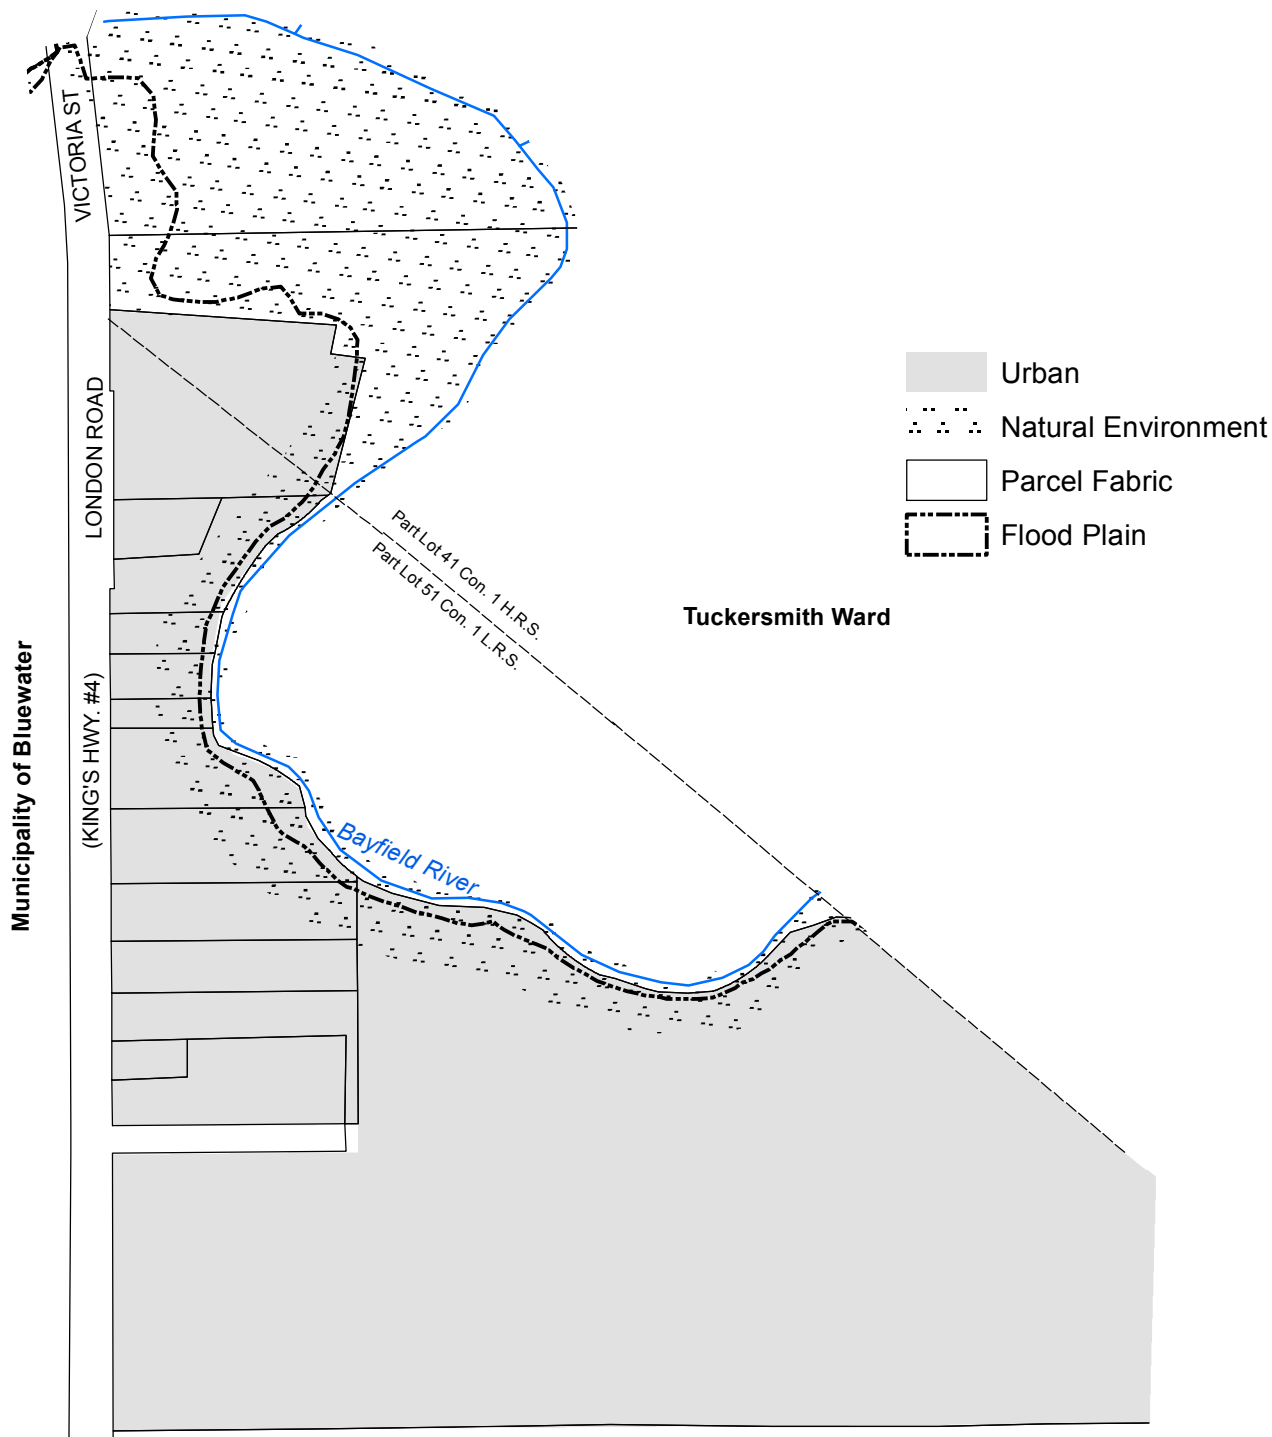 VICTORIA ST
LONDON ROAD
(KING'S HWY. #4)
Municipality of Bluewater
Urban
Natural Environment
Parcel Fabric
Flood Plain
Part Lot 41 Con. 1 H.R.S.
Part Lot 51 Con. 1 L.R.S.
Tuckersmith Ward
Bayfield River